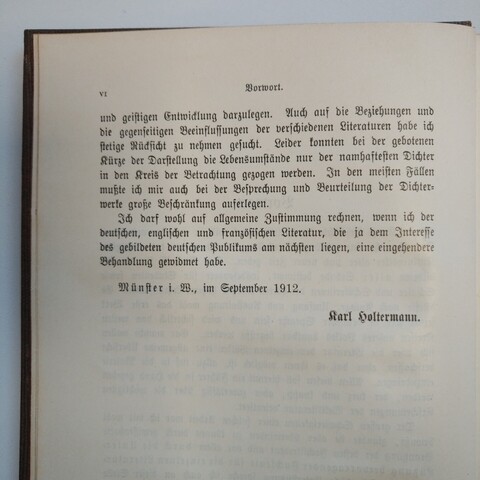 VI
Vorwort.
und geistigen Entwicklung darzulegen. Auch auf die Beziehungen und
die gegenseitigen Beeinflussungen der verschiedenen Literaturen habe ich
stetige Rücksicht zu nehmen gesucht. Leider konnten bei der gebotenen
Kürze der Darstellung die Lebensumstände nur der namhaftesten Dichter
in den Kreis der Betrachtung gezogen werden. In den meisten Fällen
mußte ich mir auch bei der Besprechung und Beurteilung der Dichter-
werke große Beschränkung auferlegen.
Ich darf wohl auf allgemeine Zustimmung rechnen, wenn ich der
deutschen, englischen und französischen Literatur, die ja dem Interesse
des gebildeten deutschen Publikums am nächsten liegen, eine eingehendere
Behandlung gewidmet habe.
Münster i. W., im September 1912.
Karl Holtermann.